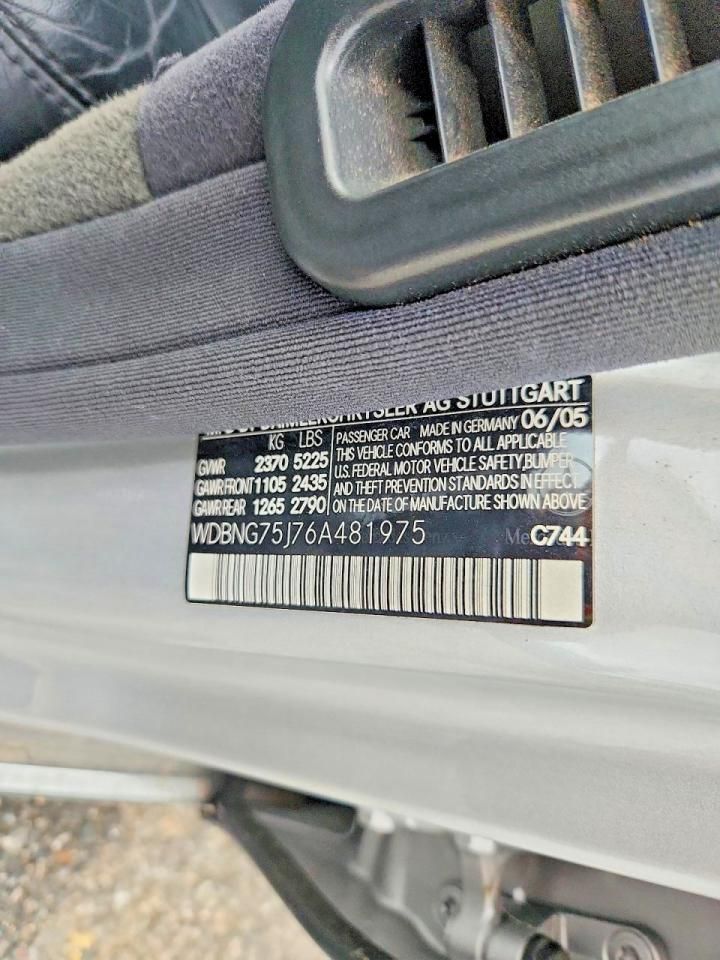 MFD BY DAIMLERCHRYSLER AG STUTTGART
KG LBS
GVWR 2370 5225
GAWR FRONT 1105 2435
GAWR REAR 1265 2790
PASSENGER CAR MADE IN GERMANY 06/05
THIS VEHICLE CONFORMS TO ALL APPLICABLE
U.S. FEDERAL MOTOR VEHICLE SAFETY, BUMPER
AND THEFT PREVENTION STANDARDS IN EFFECT
ON THE DATE OF MANUFACTURE SHOWN ABOVE
WDBNG75J76A481975
C744